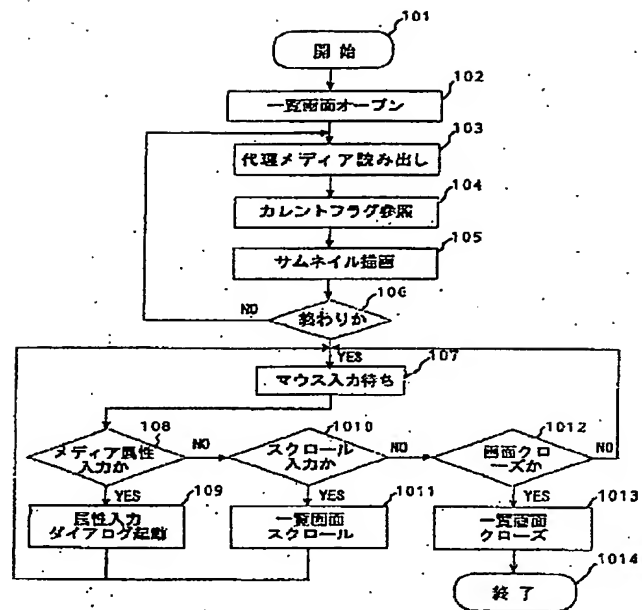 101
開始
102
一覧画面オープン
103
代理メディア読み出し
104
カレントフラグ参照
105
サムネイル描画
106
終わりか
NO
YES
107
マウス入力待ち
108
メディア属性
入力か
NO
1010
スクロール
入力か
NO
1012
画面クロ
ーズか
NO
YES
109
属性入力
ダイアログ起動
YES
1011
一覧画面
スクロール
YES
1013
一覧画面
クローズ
1014
終了